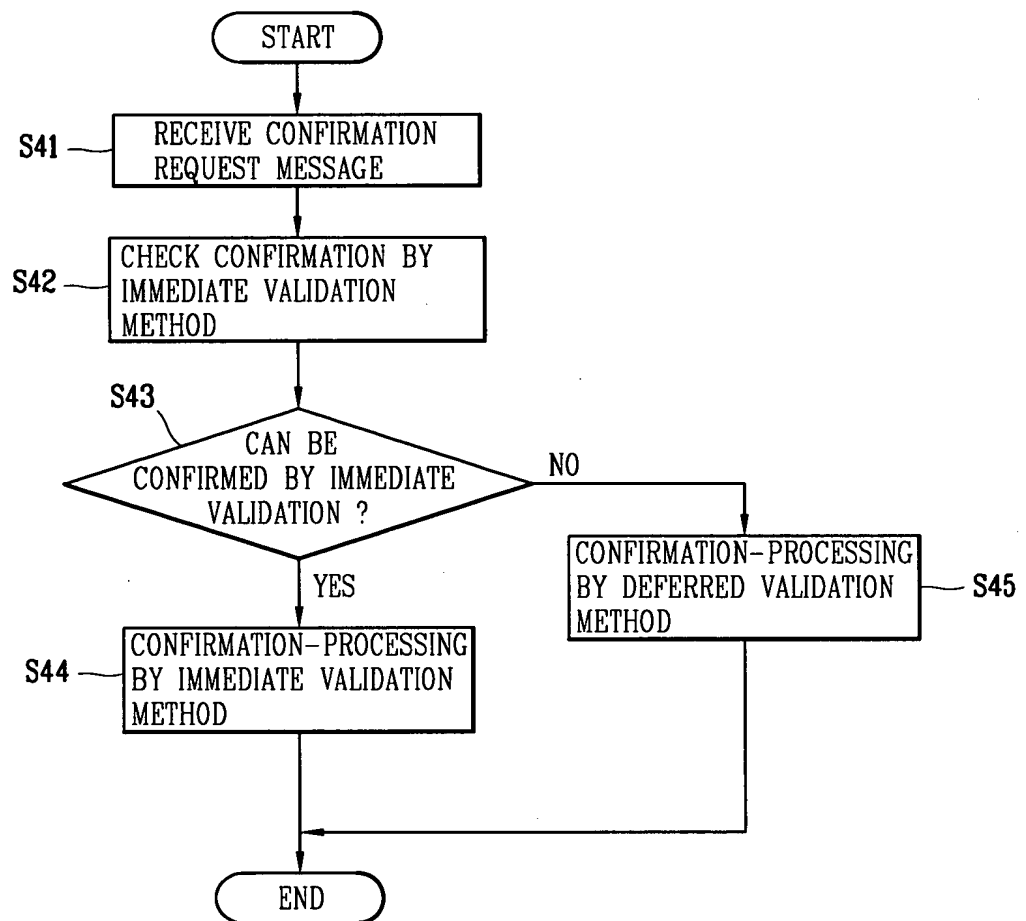 START
S41
RECEIVE CONFIRMATION
REQUEST MESSAGE
S42
CHECK CONFIRMATION BY
IMMEDIATE VALIDATION
METHOD
S43
CAN BE
CONFIRMED BY IMMEDIATE
VALIDATION ?
NO
YES
CONFIRMATION-PROCESSING
BY DEFERRED VALIDATION
METHOD
S45
S44
CONFIRMATION-PROCESSING
BY IMMEDIATE VALIDATION
METHOD
END